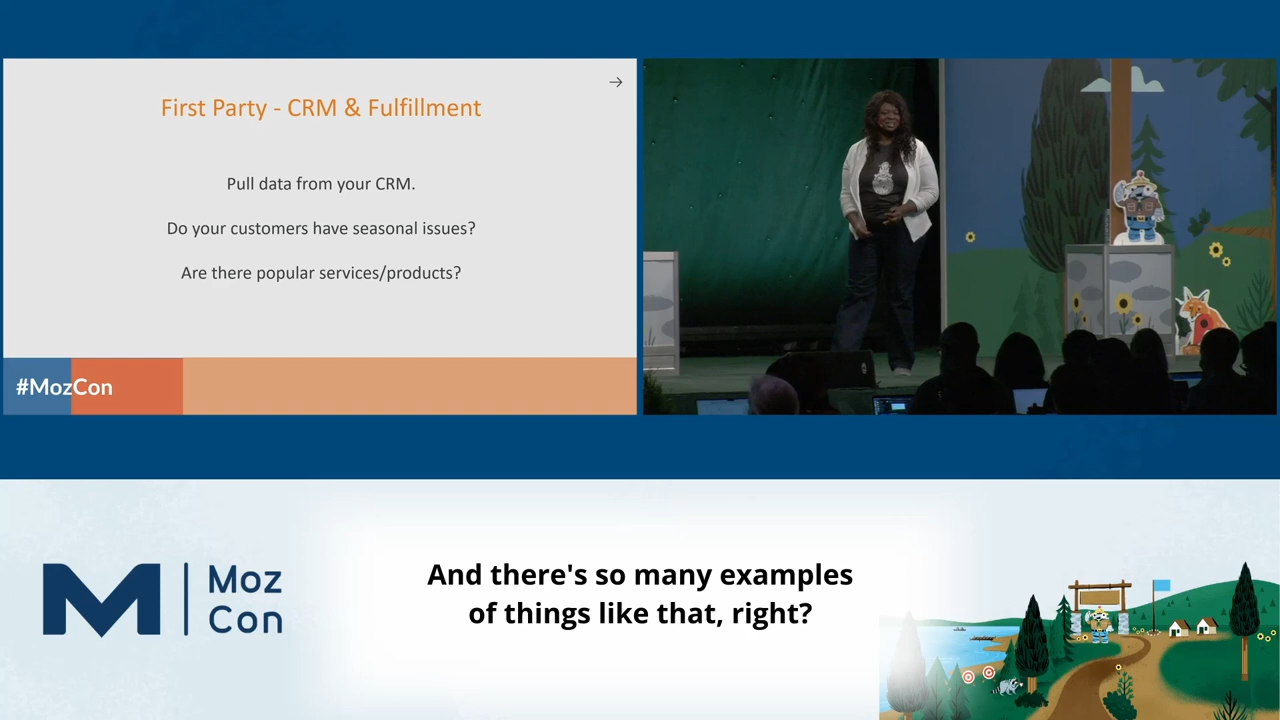 →
First Party - CRM & Fulfillment
Pull data from your CRM.
Do your customers have seasonal issues?
Are there popular services/products?
#MozCon
M
Moz
Con
And there's so many examples
of things like that, right?